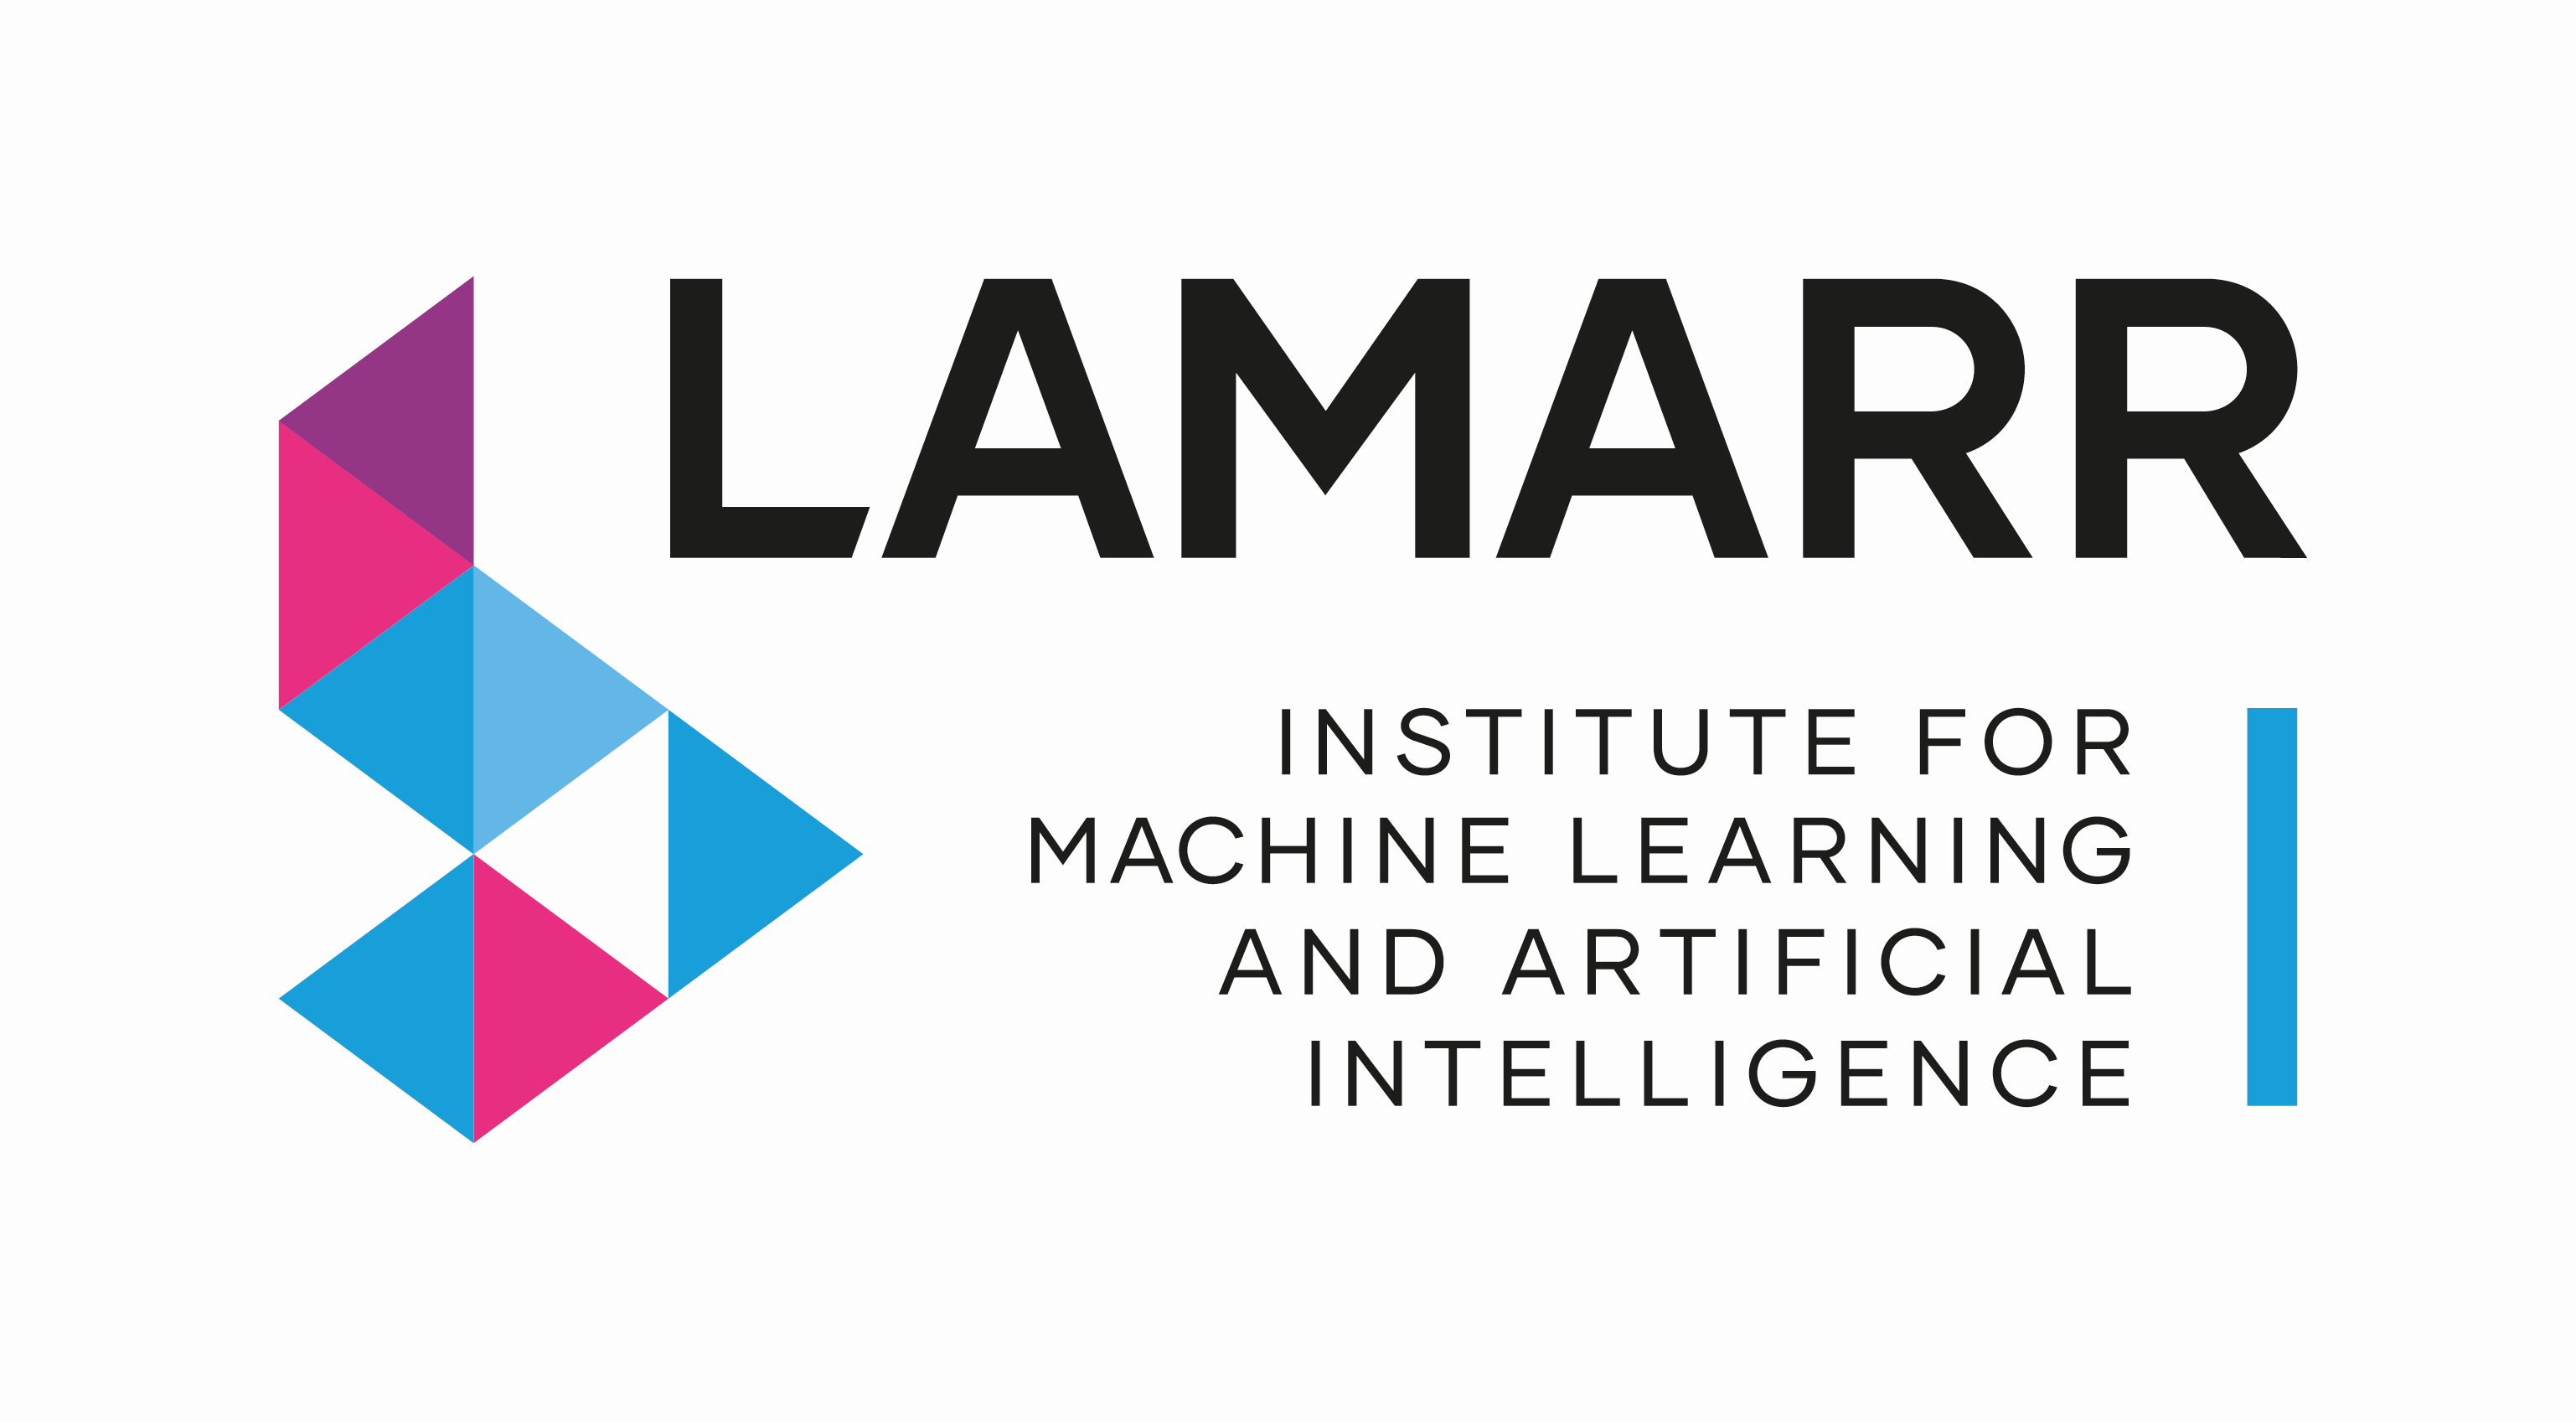 LAMARR
INSTITUTE FOR
MACHINE LEARNING
AND ARTIFICIAL
INTELLIGENCE